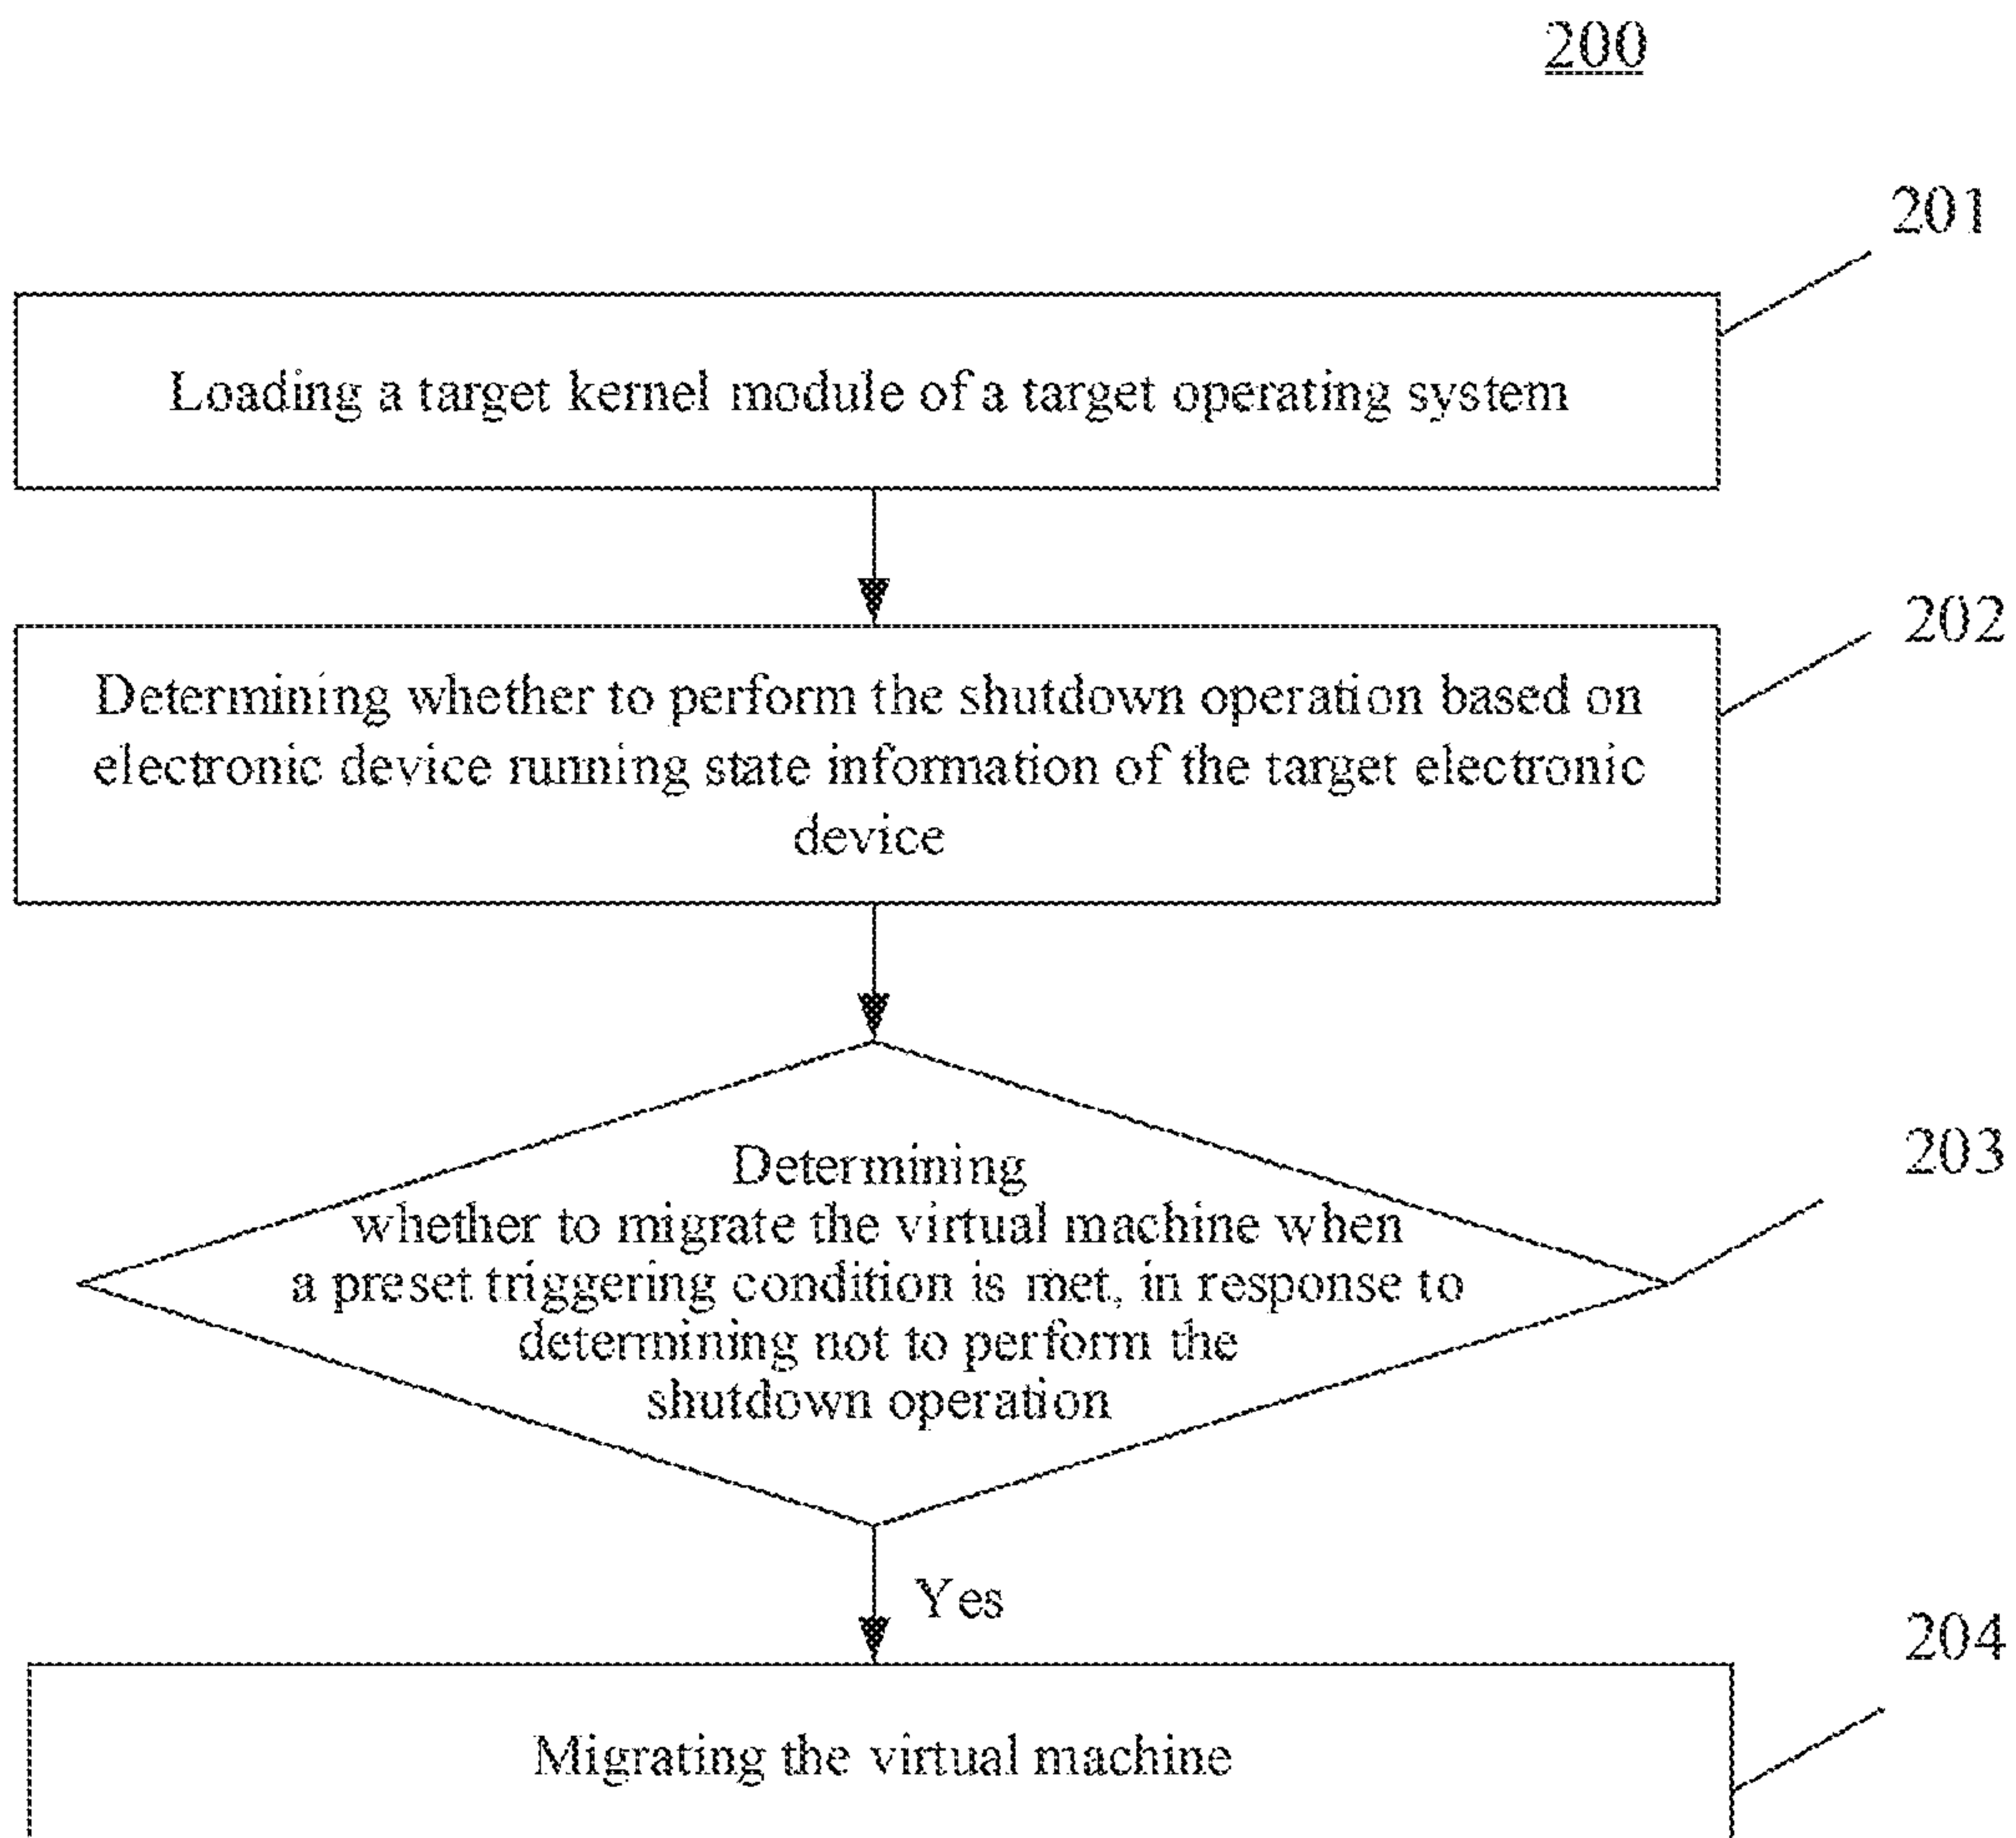 200
201
Loading a target kernel module of a target operating system
202
Determining whether to perform the shutdown operation based on
electronic device running state information of the target electronic
device
203
Determining
whether to migrate the virtual machine when
a preset triggering condition is met, in response to
determining not to perform the
shutdown operation
Yes
204
Migrating the virtual machine